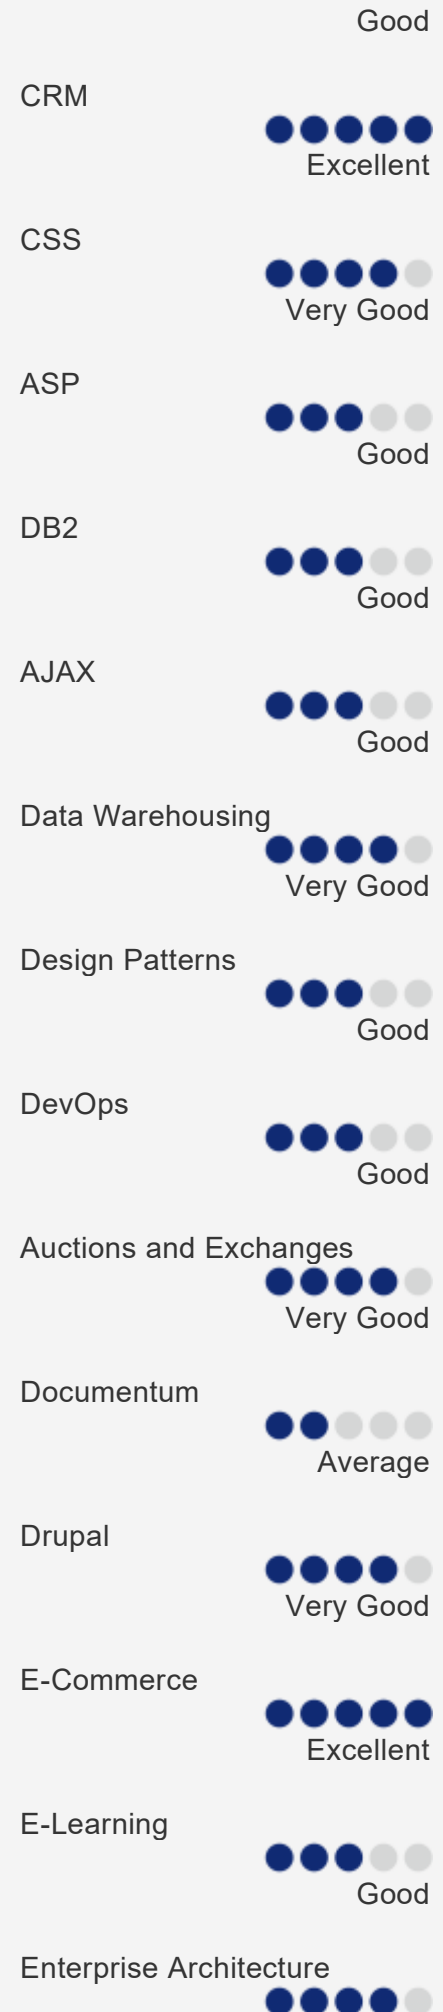 Good
CRM
Excellent
CSS
Very Good
ASP
Good
DB2
Good
AJAX
Good
Data Warehousing
Very Good
Design Patterns
Good
DevOps
Good
Auctions and Exchanges
Very Good
Documentum
Average
Drupal
Very Good
E-Commerce
Excellent
E-Learning
Good
Enterprise Architecture